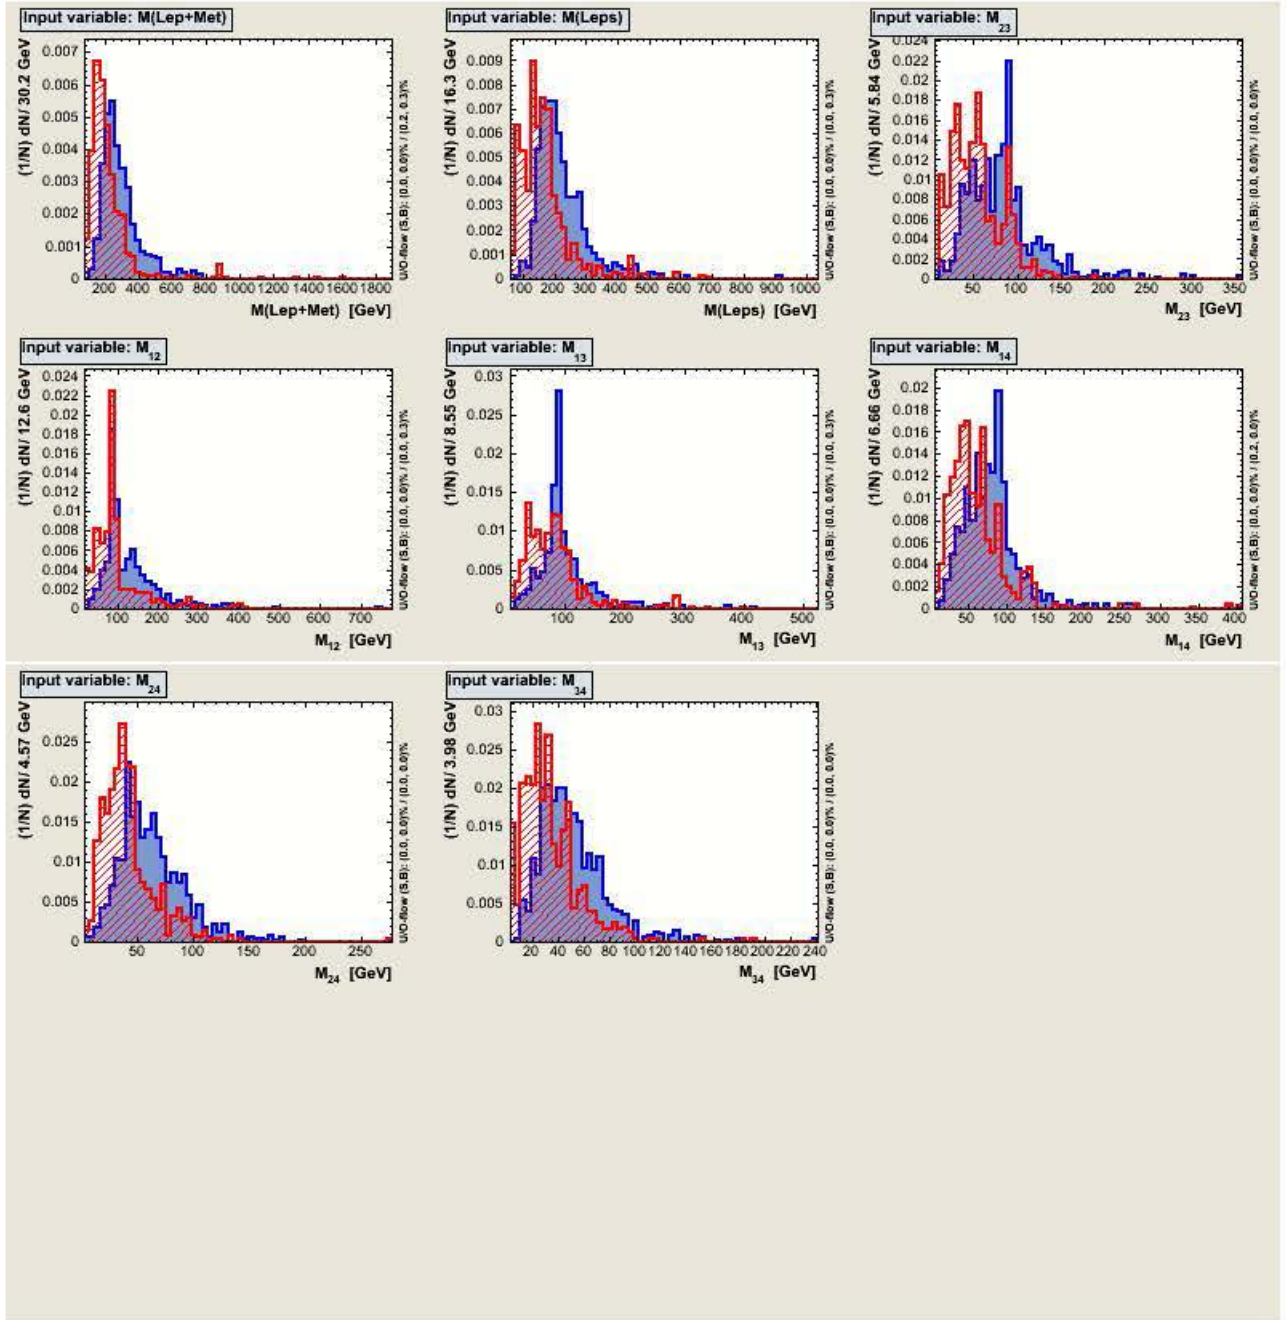 Input variable: M(Lep+Met)
(1/N) dN/ 30.2 GeV
0.007
0.006
0.005
0.004
0.003
0.002
0.001
0
200 400 600 800 1000 1200 1400 1600 1800
M(Lep+Met) [GeV]
U/O-flow (S,B): (0.0, 0.0)% / (0.2, 0.3)%
Input variable: M(Leps)
(1/N) dN/ 16.3 GeV
0.009
0.008
0.007
0.006
0.005
0.004
0.003
0.002
0.001
0
100 200 300 400 500 600 700 800 900 1000
M(Leps) [GeV]
U/O-flow (S,B): (0.0, 0.0)% / (0.0, 0.3)%
Input variable: M23
(1/N) dN/ 5.84 GeV
0.024
0.022
0.02
0.018
0.016
0.014
0.012
0.01
0.008
0.006
0.004
0.002
0
50 100 150 200 250 300 350
M23 [GeV]
U/O-flow (S,B): (0.0, 0.0)% / (0.0, 0.0)%
Input variable: M12
(1/N) dN/ 12.6 GeV
0.024
0.022
0.02
0.018
0.016
0.014
0.012
0.01
0.008
0.006
0.004
0.002
0
100 200 300 400 500 600 700
M12 [GeV]
U/O-flow (S,B): (0.0, 0.0)% / (0.0, 0.3)%
Input variable: M13
(1/N) dN/ 8.55 GeV
0.03
0.025
0.02
0.015
0.01
0.005
0
100 200 300 400 500
M13 [GeV]
U/O-flow (S,B): (0.0, 0.0)% / (0.0, 0.3)%
Input variable: M14
(1/N) dN/ 6.66 GeV
0.02
0.018
0.016
0.014
0.012
0.01
0.008
0.006
0.004
0.002
0
50 100 150 200 250 300 350 400
M14 [GeV]
U/O-flow (S,B): (0.0, 0.0)% / (0.2, 0.0)%
Input variable: M24
(1/N) dN/ 4.57 GeV
0.025
0.02
0.015
0.01
0.005
0
50 100 150 200 250
M24 [GeV]
U/O-flow (S,B): (0.0, 0.0)% / (0.0, 0.0)%
Input variable: M34
(1/N) dN/ 3.98 GeV
0.03
0.025
0.02
0.015
0.01
0.005
0
20 40 60 80 100 120 140 160 180 200 220 240
M34 [GeV]
U/O-flow (S,B): (0.0, 0.0)% / (0.0, 0.0)%